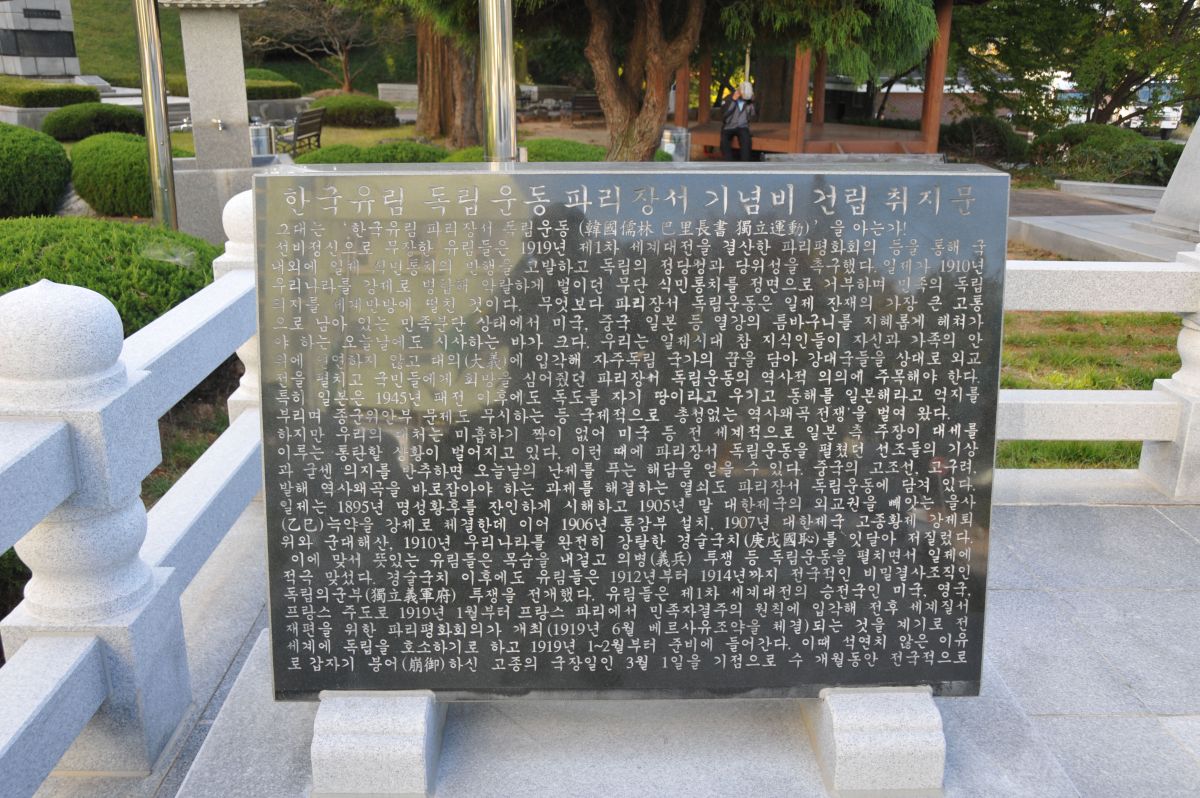 한국유림 독립운동 파리장서 기념비 건립 취지문
그대는 '한국유림 파리장서 독립운동(韓國儒林 巴里長書 獨立運動)'을 아는가!
선비정신으로 무장한 유림들은 1919년 제1차 세계대전을 결산한 파리평화회의 등을 통해 국
내외에 일제 식민통치의 만행을 고발하고 독립의 정당성과 당위성을 촉구했다. 일제가 1910년
우리나라를 강제로 병합해 악랄하게 벌이던 무단 식민통치를 정면으로 거부하며 민족의 독립
의지를 세계만방에 떨친 것이다. 무엇보다 파리장서 독립운동은 일제 잔재의 가장 큰 고통
으로 남아 있는 민족분단 상태에서 미국, 중국 일본 등 열강의 틈바구니를 지혜롭게 헤쳐가
야 하는 오늘날에도 시사하는 바가 크다. 우리는 일제시대 참 지식인들이 자신과 가족의 안
위에 연연하지 않고 대의(大義)에 입각해 자주독립 국가의 꿈을 담아 강대국들을 상대로 외교
전을 펼치고 국민들에게 희망을 심어줬던 파리장서 독립운동의 역사적 의의에 주목해야 한다.
특히 일본은 1945년 패전 이후에도 독도를 자기 땅이라고 우기고 동해를 일본해라고 억지를
부리며 종군위안부 문제도 무시하는 등 국제적으로 '총성없는 역사왜곡 전쟁'을 벌여 왔다.
하지만 우리의 대처는 미흡하기 짝이 없어 미국 등 전 세계적으로 일본 측 주장이 대세를
이루는 통탄할 상황이 벌어지고 있다. 이런 때에 파리장서 독립운동을 펼쳤던 선조들의 기상
과 굳센 의지를 반추하면 오늘날의 난제를 푸는 해답을 얻을 수 있다. 중국의 고조선, 고구려,
발해 역사왜곡을 바로잡아야 하는 과제를 해결하는 열쇠도 파리장서 독립운동에 담겨 있다.
일제는 1895년 명성황후를 잔인하게 시해하고 1905년 말 대한제국의 외교권을 빼앗는 을사
(乙巳)늑약을 강제로 체결한데 이어 1906년 통감부 설치, 1907년 대한제국 고종황제 강제퇴
위와 군대해산, 1910년 우리나라를 완전히 강탈한 경술국치(庚戌國恥)를 잇달아 저질렀다.
이에 맞서 뜻있는 유림들은 목숨을 내걸고 의병(義兵) 투쟁 등 독립운동을 펼치면서 일제에
적극 맞섰다. 경술국치 이후에도 유림들은 1912년부터 1914년까지 전국적인 비밀결사조직인
독립의군부(獨立義軍府) 투쟁을 전개했다. 유림들은 제1차 세계대전의 승전국인 미국, 영국,
프랑스 주도로 1919년 1월부터 프랑스 파리에서 민족자결주의 원칙에 입각해 전후 세계질서
재편을 위한 파리평화회의가 개최(1919년 6월 베르사유조약을 체결)되는 것을 계기로 전
세계에 독립을 호소하기로 하고 1919년 1~2월부터 준비에 들어간다. 이때 석연치 않은 이유
로 갑자기 붕어(崩御)하신 고종의 국장일인 3월 1일을 기점으로 수 개월동안 전국적으로